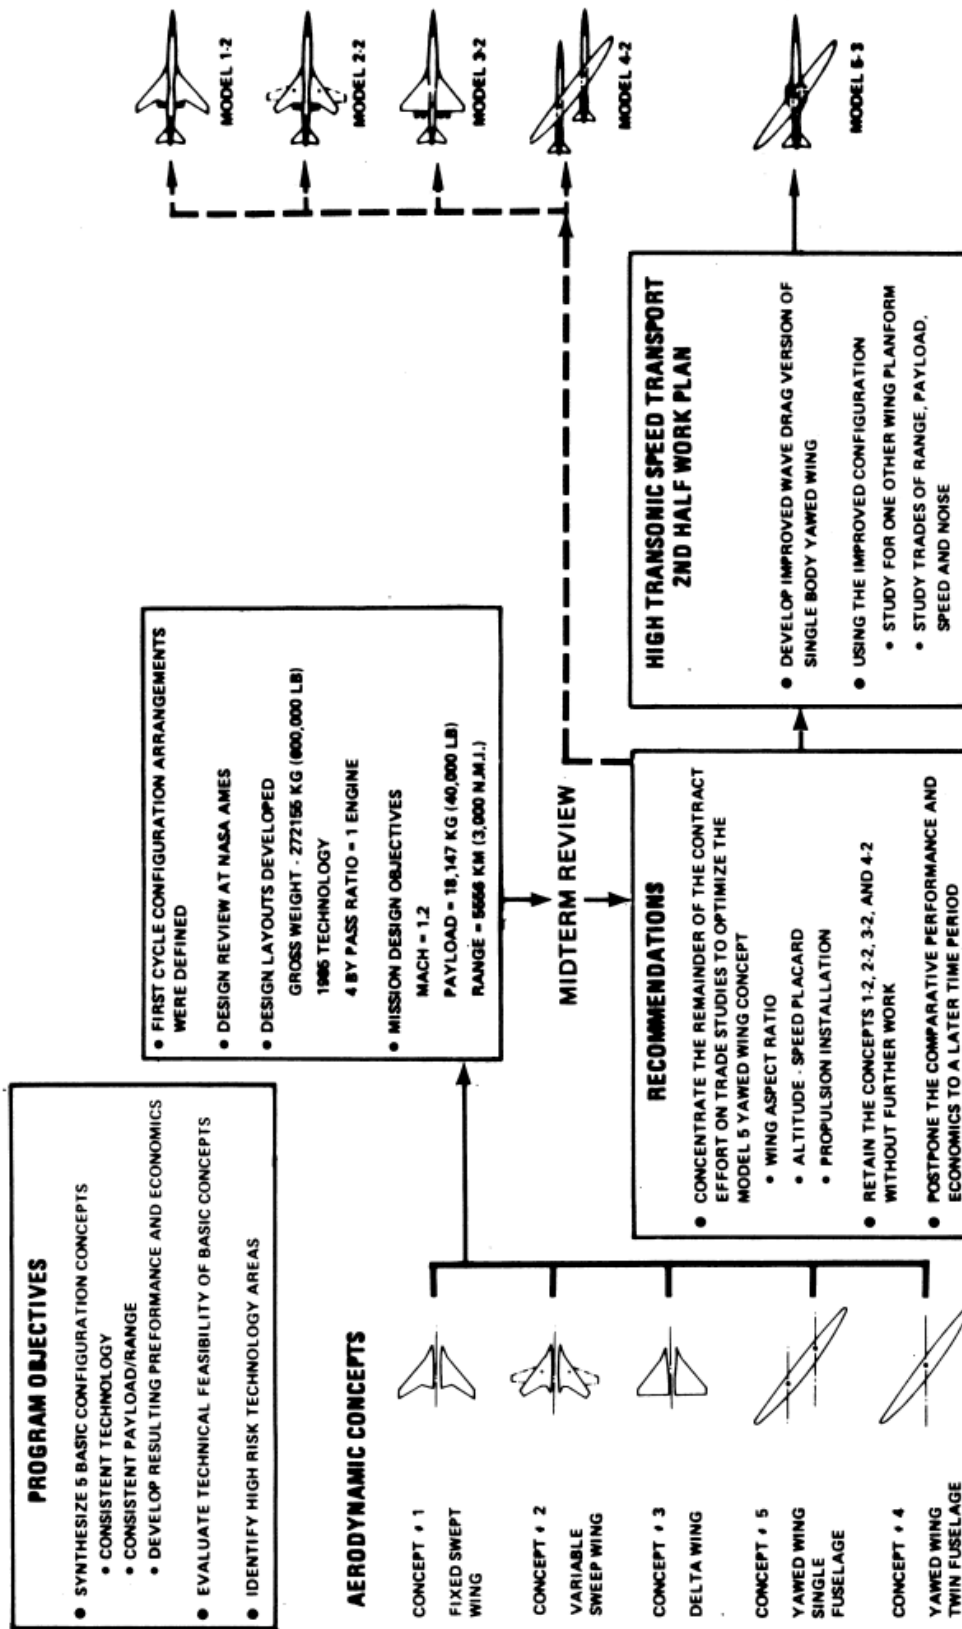 PROGRAM OBJECTIVES
● SYNTHESIZE 5 BASIC CONFIGURATION CONCEPTS
• CONSISTENT TECHNOLOGY
• CONSISTENT PAYLOAD/RANGE
• DEVELOP RESULTING PREFORMANCE AND ECONOMICS
● EVALUATE TECHNICAL FEASIBILITY OF BASIC CONCEPTS
● IDENTIFY HIGH RISK TECHNOLOGY AREAS
AERODYNAMIC CONCEPTS
CONCEPT # 1
FIXED SWEPT
WING
CONCEPT # 2
VARIABLE
SWEEP WING
CONCEPT # 3
DELTA WING
CONCEPT # 5
YAWED WING
SINGLE
FUSELAGE
CONCEPT # 4
YAWED WING
TWIN FUSELAGE
● FIRST CYCLE CONFIGURATION ARRANGEMENTS
WERE DEFINED
● DESIGN REVIEW AT NASA AMES
● DESIGN LAYOUTS DEVELOPED
GROSS WEIGHT - 272155 KG (600,000 LB)
1985 TECHNOLOGY
4 BY PASS RATIO = 1 ENGINE
● MISSION DESIGN OBJECTIVES
MACH = 1.2
PAYLOAD = 18,147 KG (40,000 LB)
RANGE = 5556 KM (3,000 N.M.I.)
MIDTERM REVIEW
RECOMMENDATIONS
● CONCENTRATE THE REMAINDER OF THE CONTRACT
EFFORT ON TRADE STUDIES TO OPTIMIZE THE
MODEL 5 YAWED WING CONCEPT
• WING ASPECT RATIO
• ALTITUDE - SPEED PLACARD
• PROPULSION INSTALLATION
● RETAIN THE CONCEPTS 1-2, 2-2, 3-2, AND 4-2
WITHOUT FURTHER WORK
● POSTPONE THE COMPARATIVE PERFORMANCE AND
ECONOMICS TO A LATER TIME PERIOD
HIGH TRANSONIC SPEED TRANSPORT
2ND HALF WORK PLAN
● DEVELOP IMPROVED WAVE DRAG VERSION OF
SINGLE BODY YAWED WING
● USING THE IMPROVED CONFIGURATION
• STUDY FOR ONE OTHER WING PLANFORM
• STUDY TRADES OF RANGE, PAYLOAD,
SPEED AND NOISE
MODEL 1-2
MODEL 2-2
MODEL 3-2
MODEL 4-2
MODEL 5-3